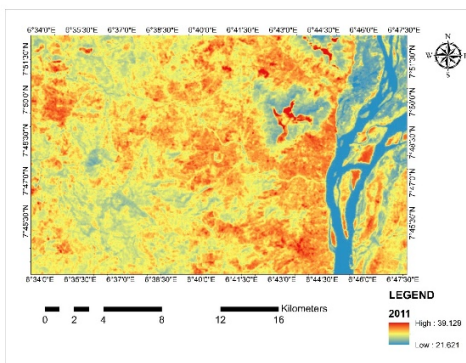 6°34'0"E 6°35'30"E 6°37'0"E 6°38'30"E 6°40'0"E 6°41'30"E 6°43'0"E 6°44'30"E 6°46'0"E 6°47'30"E
N
W E
S
7°51'30"N 7°51'30"N
7°50'0"N 7°50'0"N
7°48'30"N 7°48'30"N
7°47'0"N 7°47'0"N
7°45'30"N 7°45'30"N
6°34'0"E 6°35'30"E 6°37'0"E 6°38'30"E 6°40'0"E 6°41'30"E 6°43'0"E 6°44'30"E 6°46'0"E 6°47'30"E
Kilometers
0 2 4 8 12 16
LEGEND
2011
High : 39.129
Low : 21.621